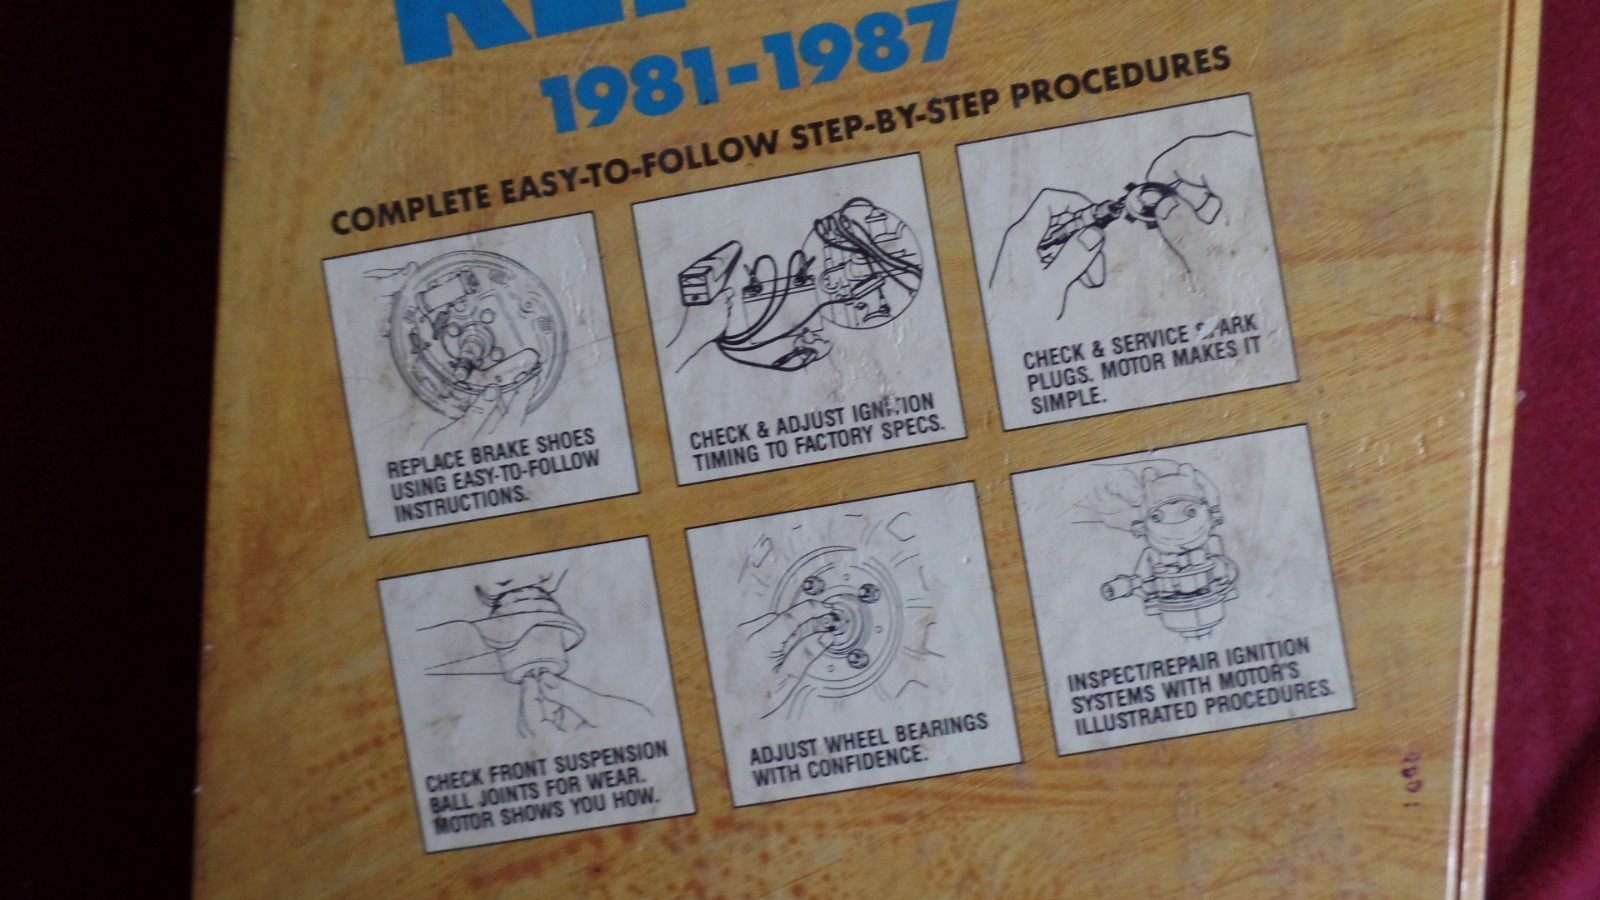 1981-1987
COMPLETE EASY-TO-FOLLOW STEP-BY-STEP PROCEDURES
REPLACE BRAKE SHOES
USING EASY-TO-FOLLOW
INSTRUCTIONS.
CHECK & ADJUST IGNITION
TIMING TO FACTORY SPECS.
CHECK & SERVICE SPARK
PLUGS. MOTOR MAKES IT
SIMPLE.
CHECK FRONT SUSPENSION
BALL JOINTS FOR WEAR.
MOTOR SHOWS YOU HOW.
ADJUST WHEEL BEARINGS
WITH CONFIDENCE.
INSPECT/REPAIR IGNITION
SYSTEMS WITH MOTOR'S
ILLUSTRATED PROCEDURES.